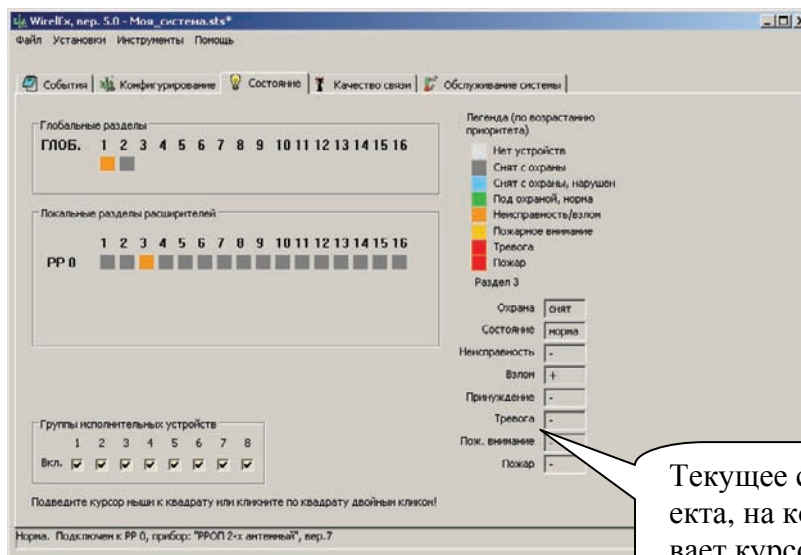 WirelEx, вер. 5.0 - Моя_система.sts*
Файл Установки Инструменты Помощь
События Конфигурирование Состояние Качество связи Обслуживание системы
Глобальные разделы
ГЛОБ. 1 2 3 4 5 6 7 8 9 10 11 12 13 14 15 16
Локальные разделы расширителей
1 2 3 4 5 6 7 8 9 10 11 12 13 14 15 16
РР 0
Группы исполнительных устройств
1 2 3 4 5 6 7 8
Вкл.
Подведите курсор мыши к квадрату или кликните по квадрату двойным кликом!
Норма. Подключен к РР 0, прибор: "РРОП 2-х антенный", вер.7
Легенда (по возрастанию
приоритета)
Нет устройств
Снят с охраны
Снят с охраны, нарушен
Под охраной, норма
Неисправность/взлом
Пожарное внимание
Тревога
Пожар
Раздел 3
Охрана снят
Состояние норма
Неисправность -
Взлом +
Принуждение -
Тревога -
Пож. внимание -
Пожар -
Текущее с
екта, на к
вает курс